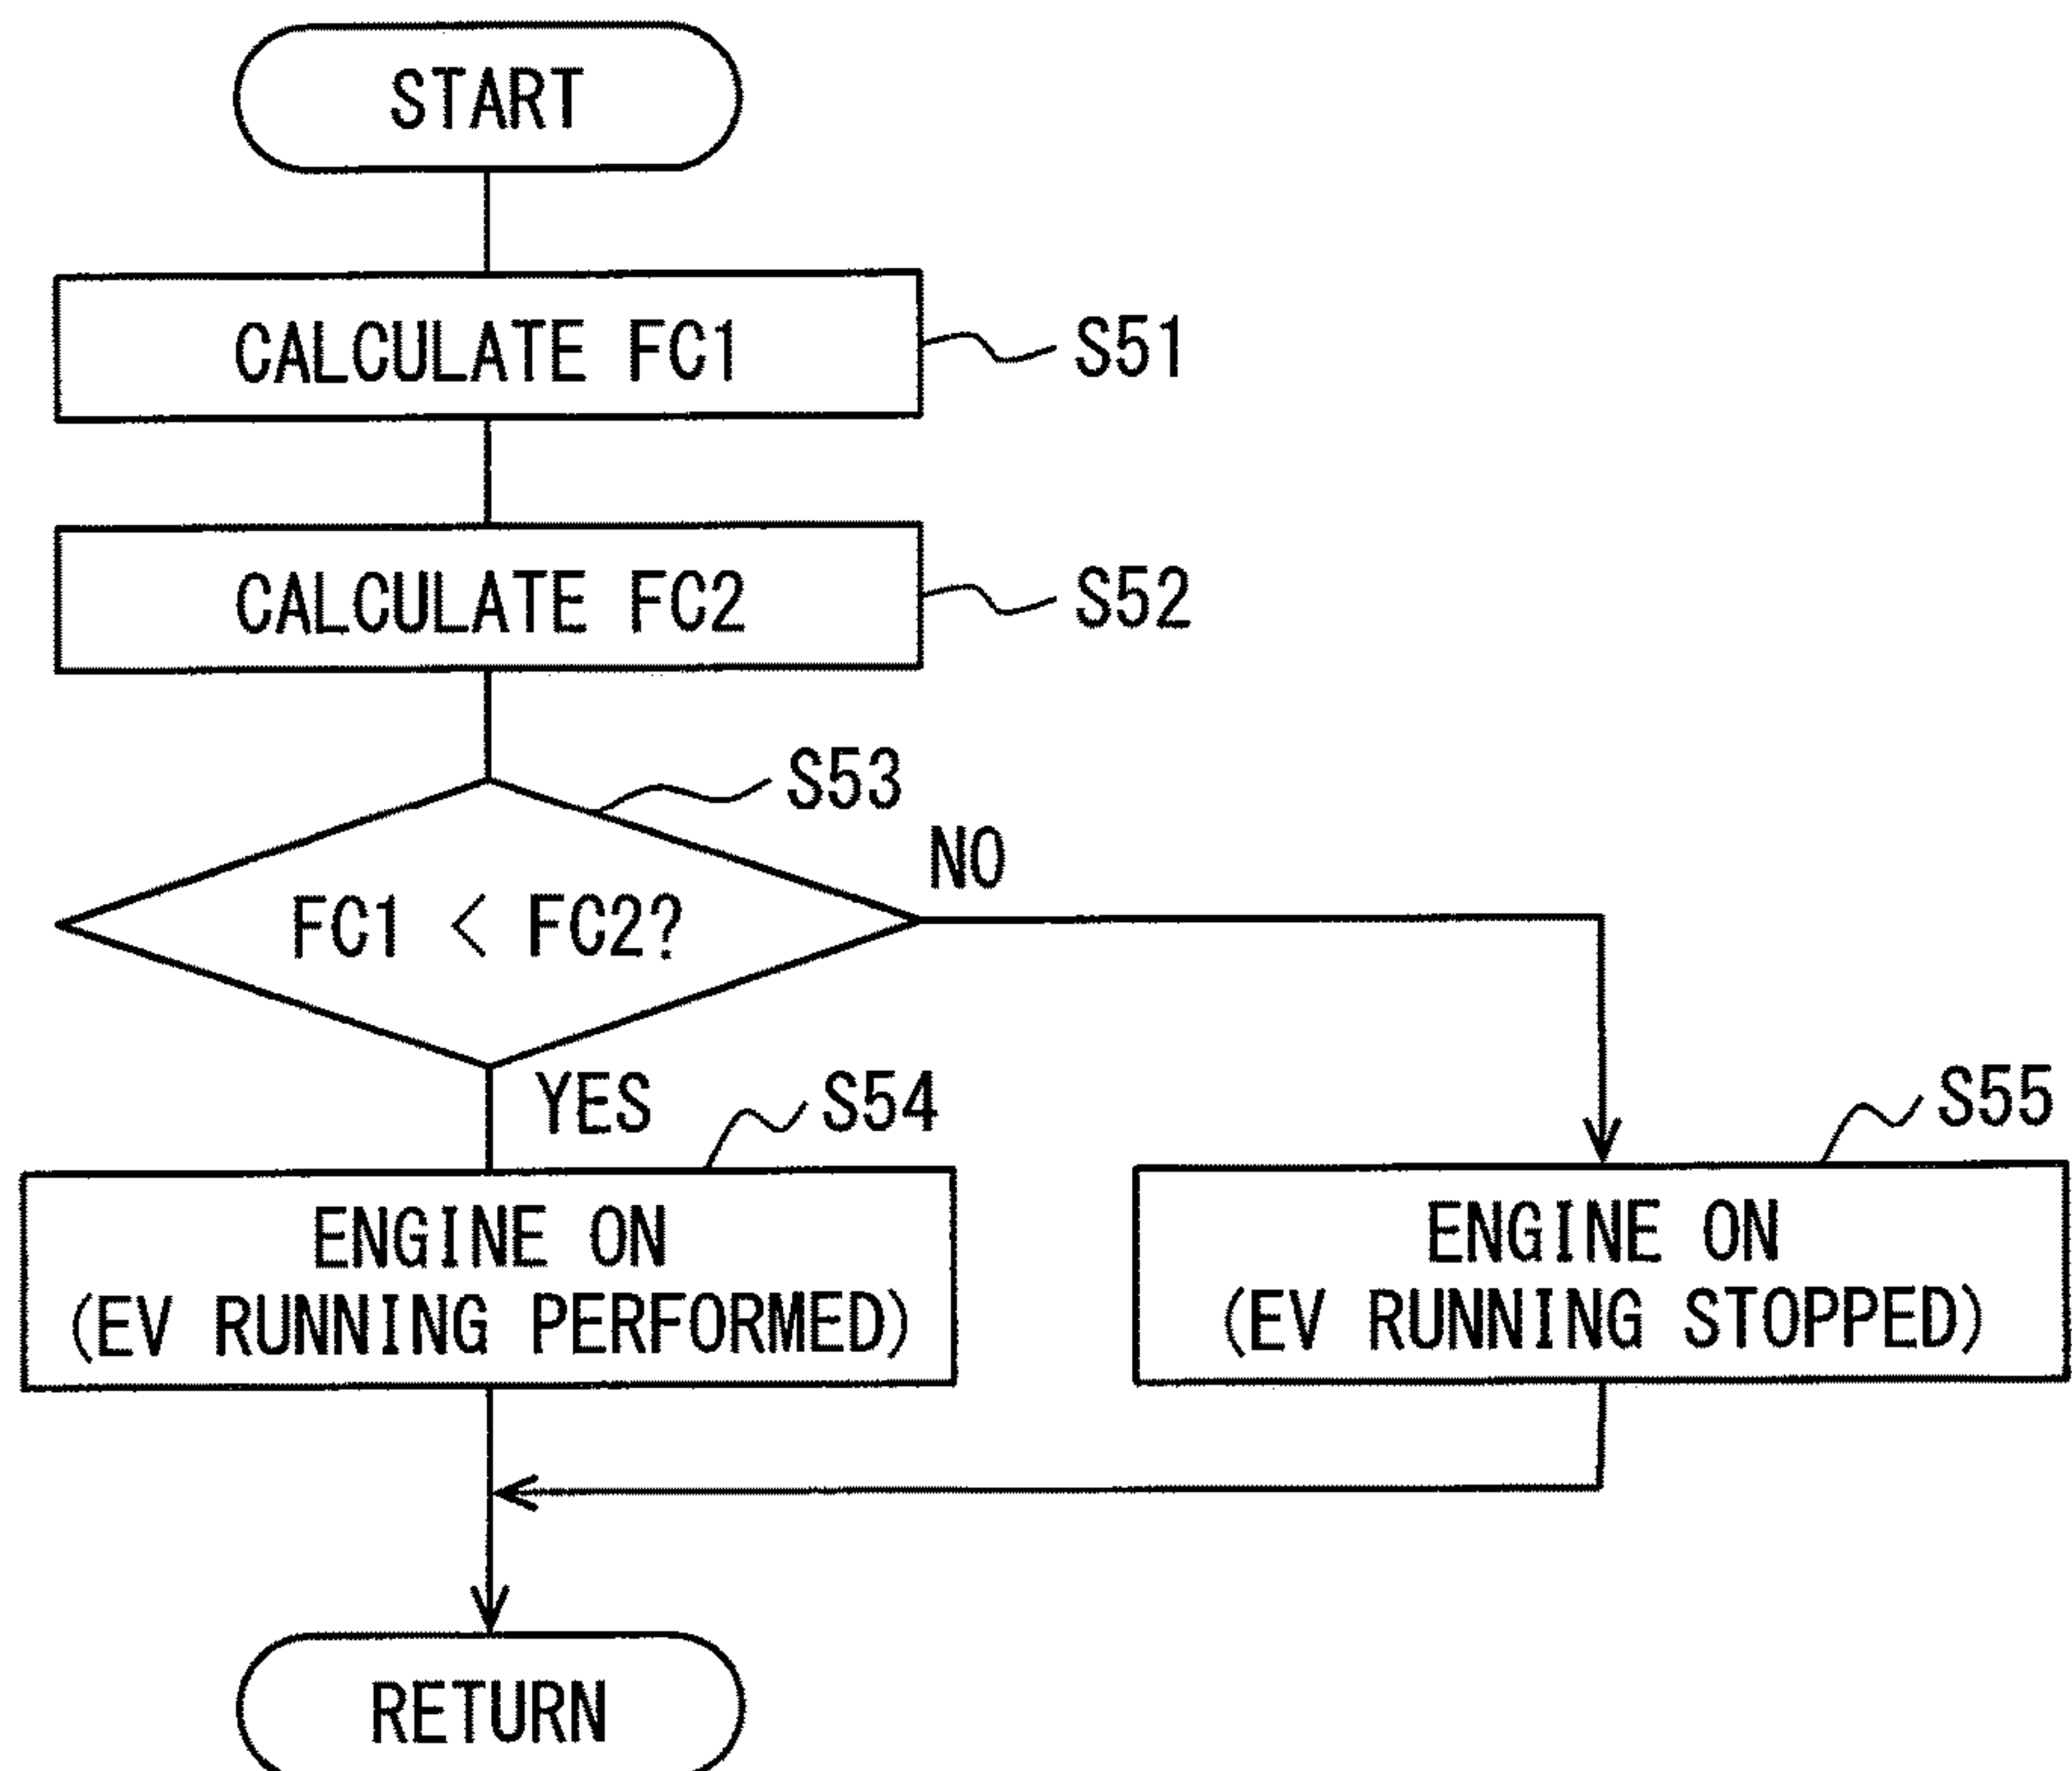 START
CALCULATE FC1
S51
CALCULATE FC2
S52
S53
FC1 < FC2?
NO
YES
S54
S55
ENGINE ON
(EV RUNNING PERFORMED)
ENGINE ON
(EV RUNNING STOPPED)
RETURN